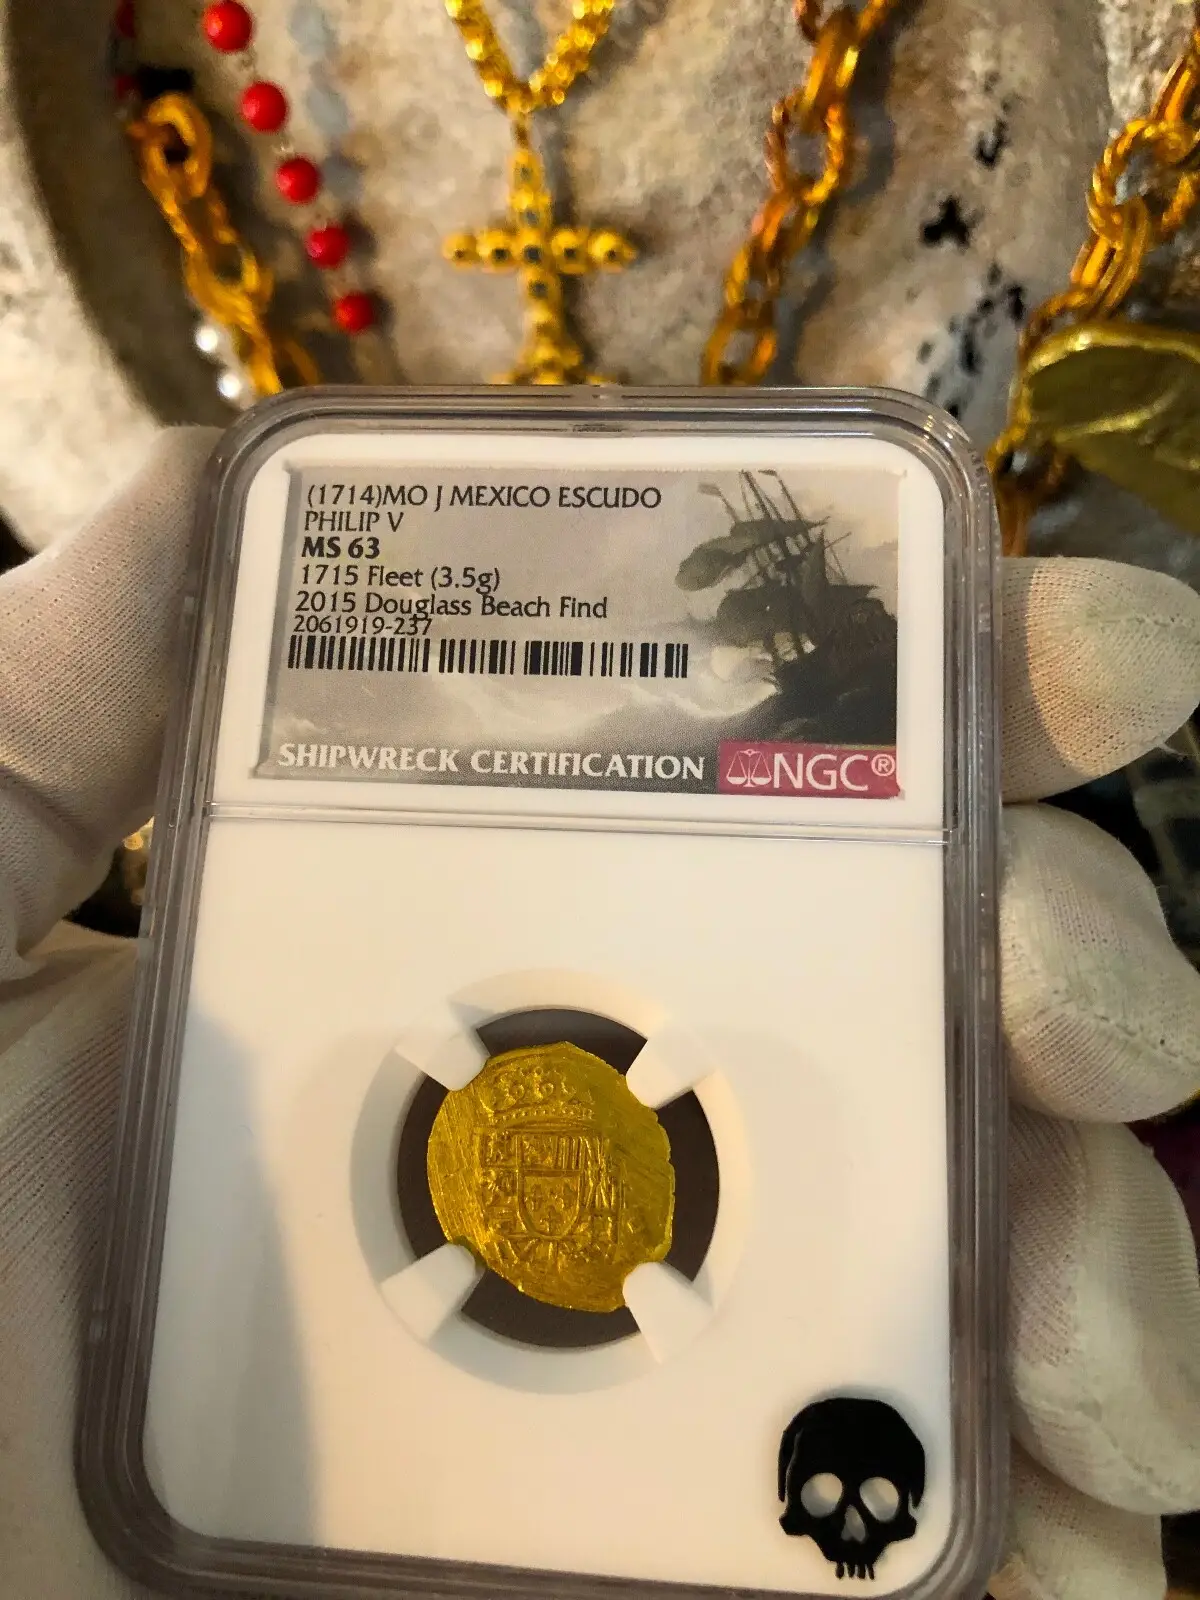 (1714)MO J MEXICO ESCUDO
PHILIP V
MS 63
1715 Fleet (3.5g)
2015 Douglass Beach Find
2061919-237
SHIPWRECK CERTIFICATION NGC®